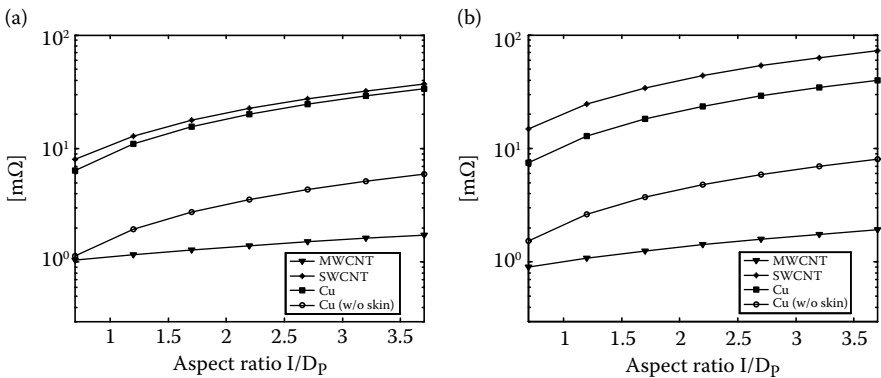 (a)
10²
10¹
10⁰
[mΩ]
1
1.5
2
2.5
3
3.5
Aspect ratio I/Dₚ
MWCNT
SWCNT
Cu
Cu (w/o skin)
(b)
10²
10¹
10⁰
[mΩ]
1
1.5
2
2.5
3
3.5
Aspect ratio I/Dₚ
MWCNT
SWCNT
Cu
Cu (w/o skin)